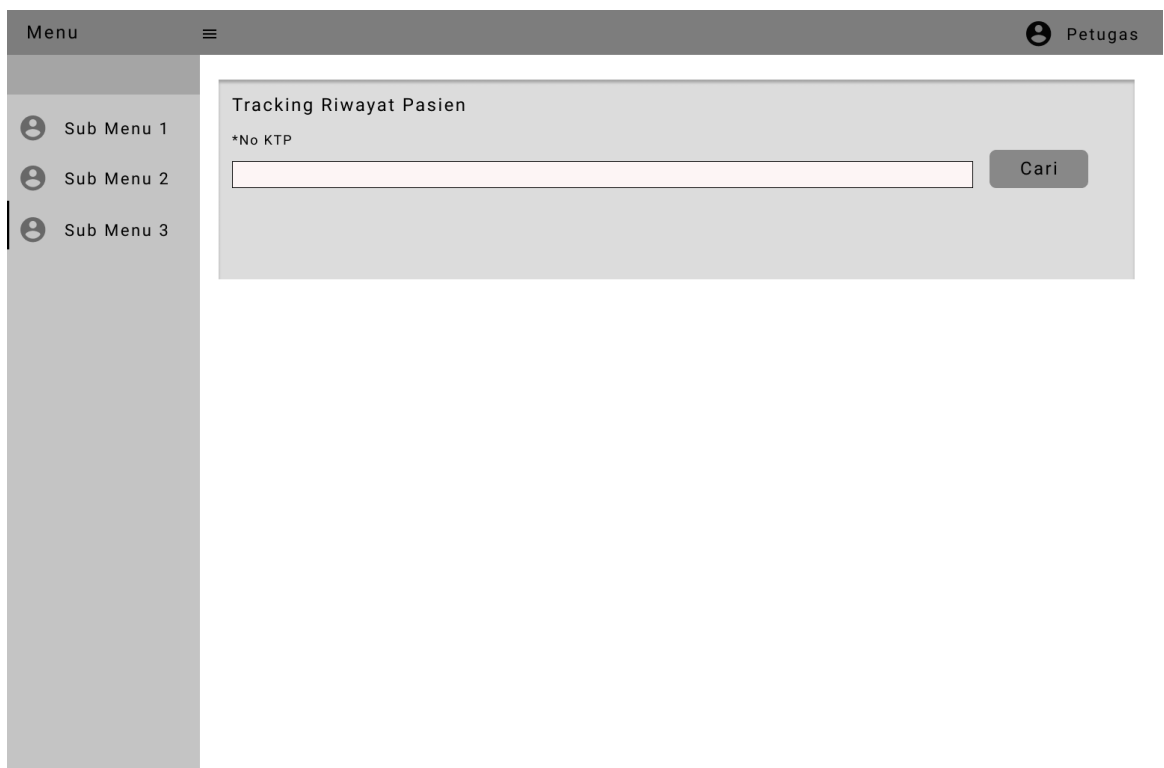 Menu
Petugas
Sub Menu 1
Sub Menu 2
Sub Menu 3
Tracking Riwayat Pasien
*No KTP
Cari